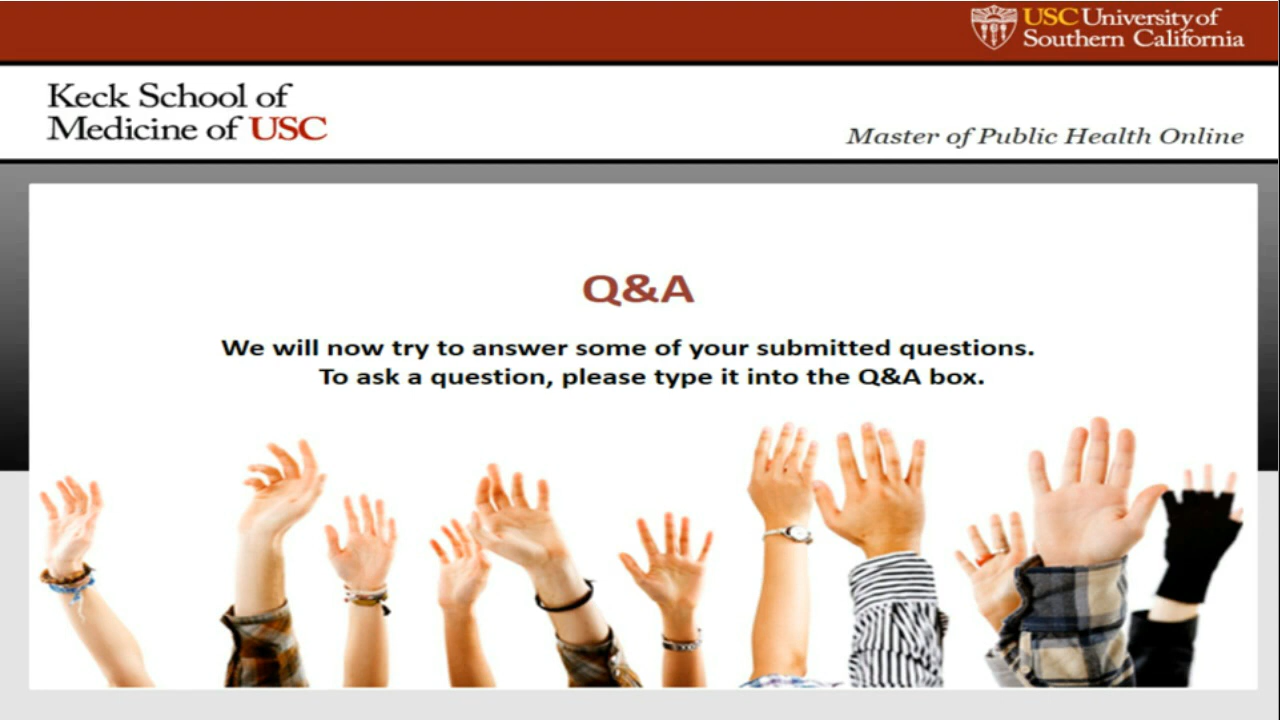 USC University of
Southern California
Keck School of
Medicine of USC
Master of Public Health Online
Q&A
We will now try to answer some of your submitted questions.
To ask a question, please type it into the Q&A box.